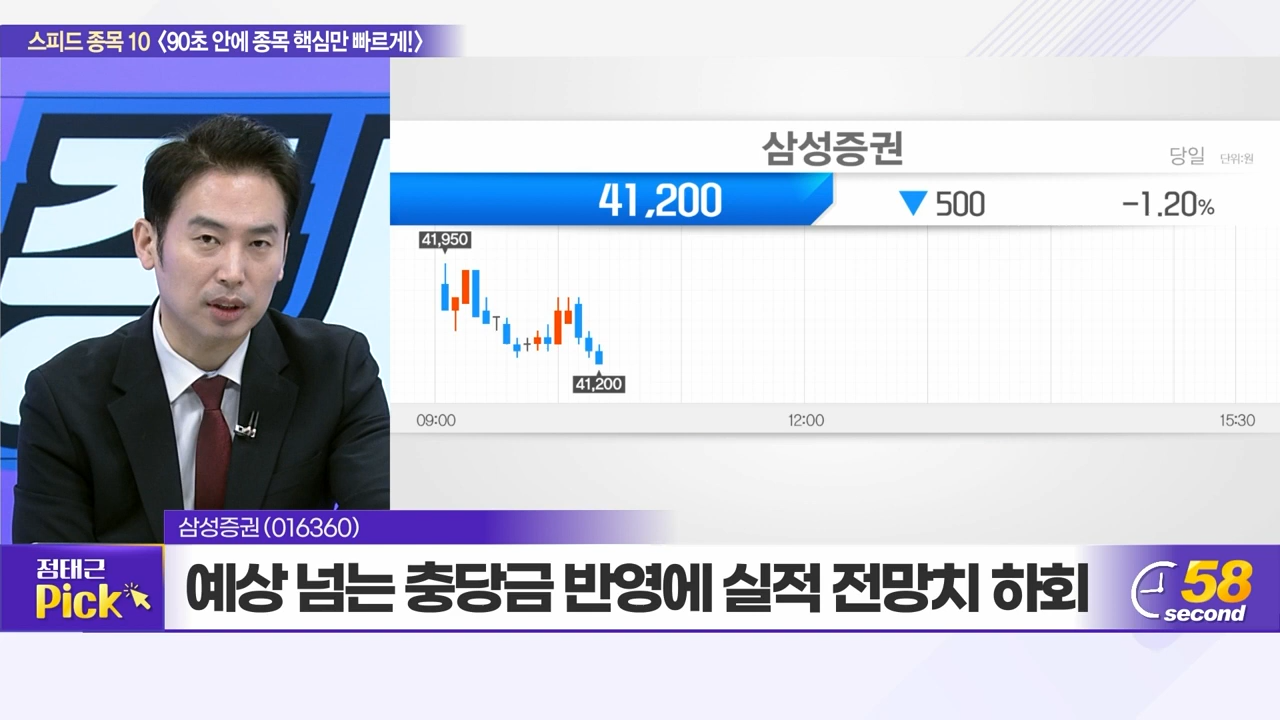 스피드 종목 10 <90초 안에 종목 핵심만 빠르게!>
삼성증권
당일 단위:원
41,200 ▼500 -1.20%
41,950
41,200
09:00 12:00 15:30
삼성증권(016360)
정태근
Pick
예상 넘는 충당금 반영에 실적 전망치 하회
58
second